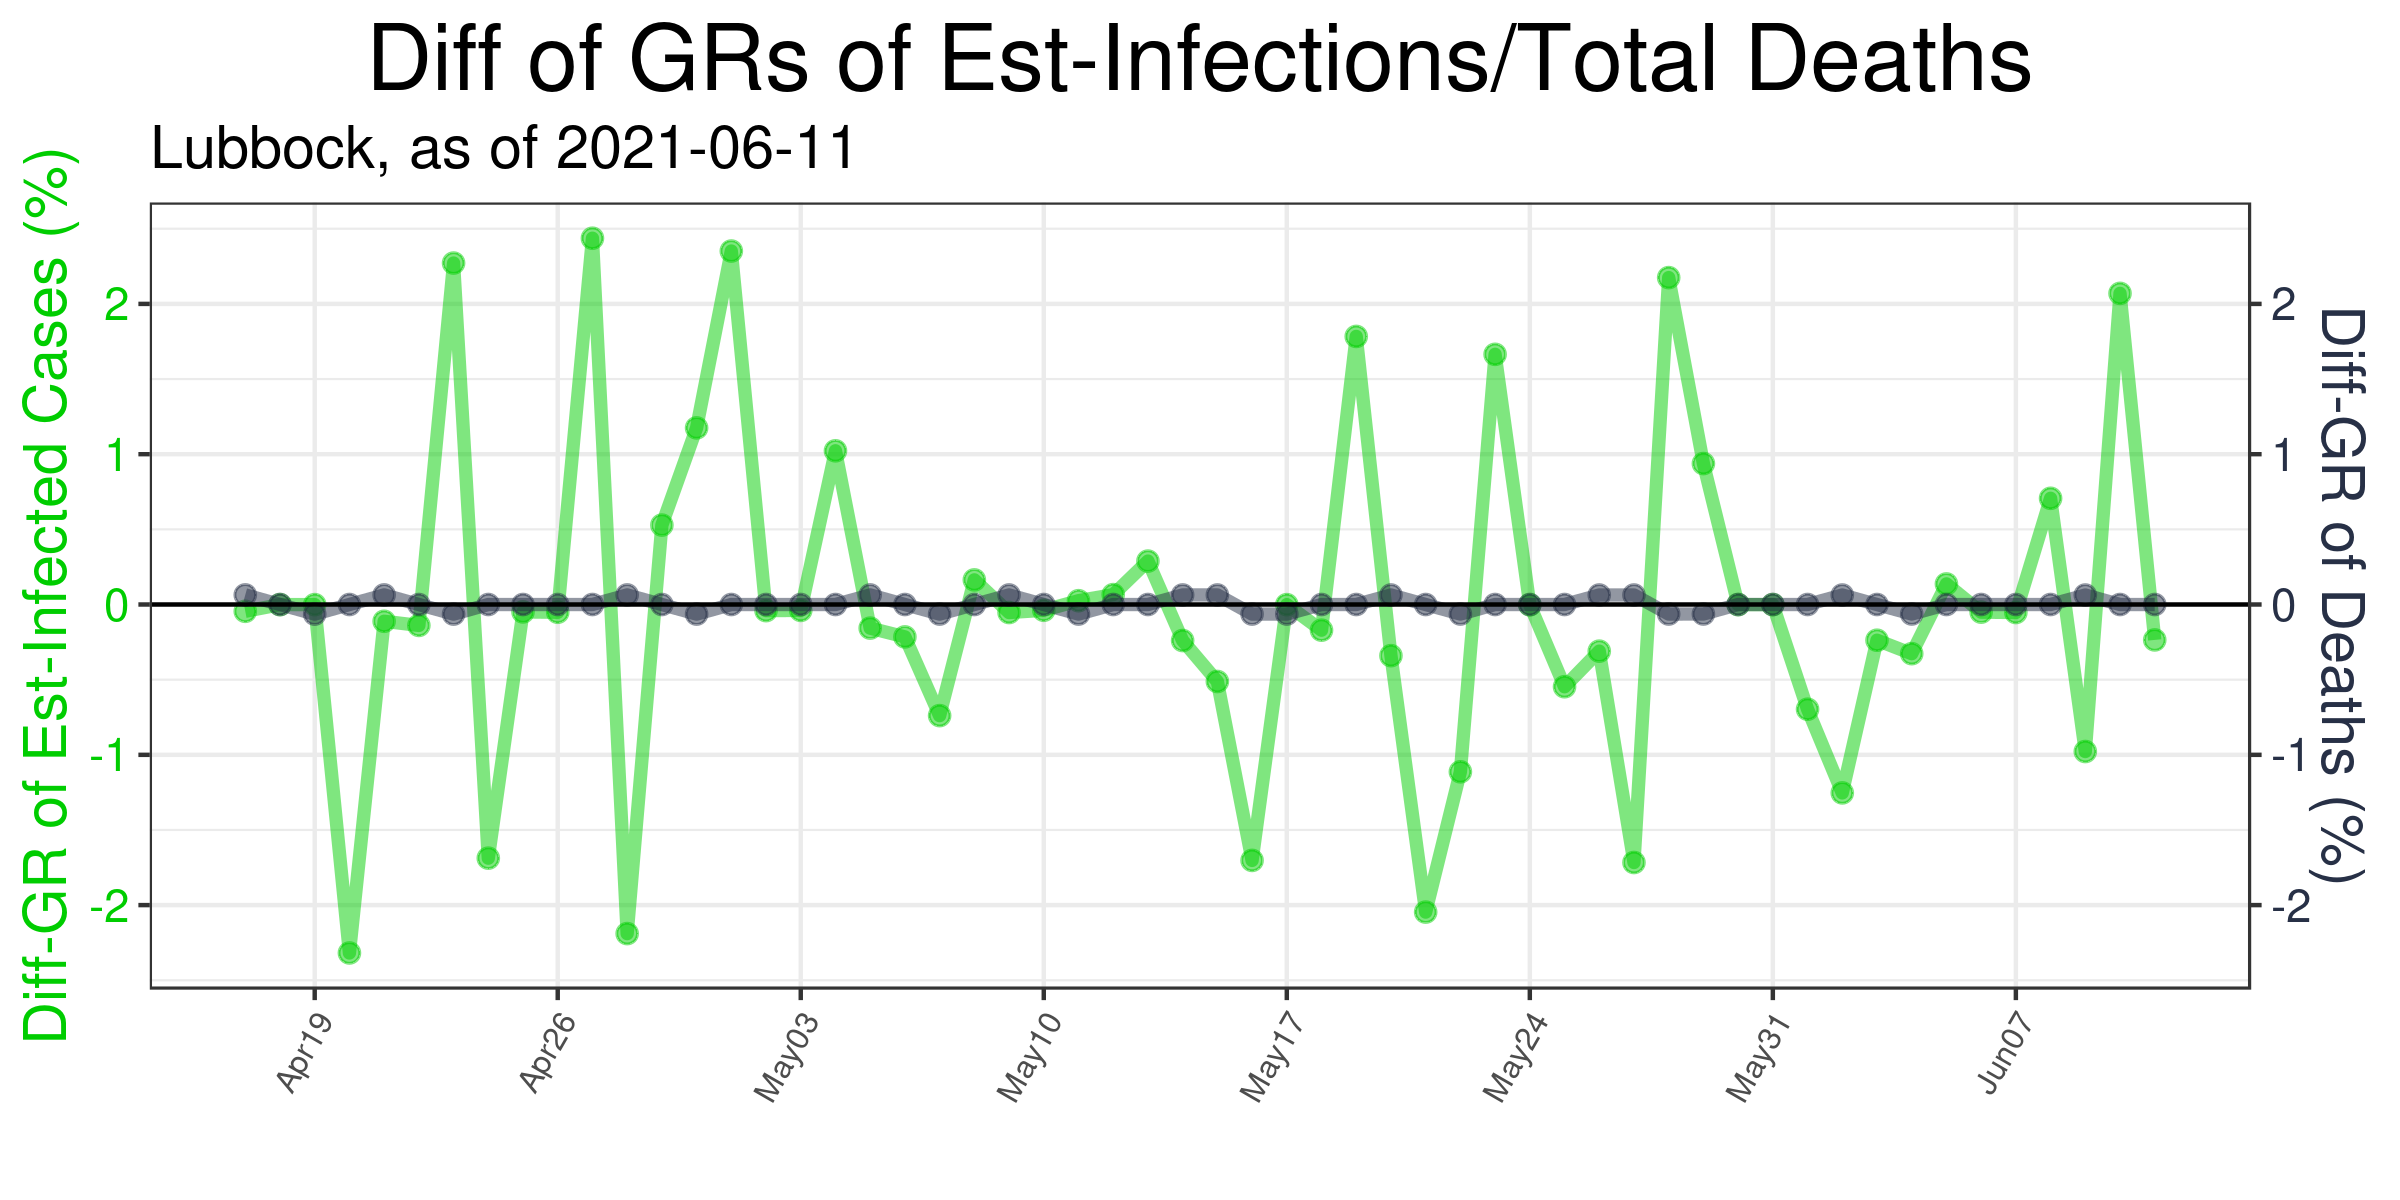 Diff of GRs of Est-Infections/Total Deaths
Lubbock, as of 2021-06-11
Diff-GR of Est-Infected Cases (%)
2
1
0
-1
-2
2
1
0
-1
-2
Diff-GR of Deaths (%)
Apr19
Apr26
May03
May10
May17
May24
May31
Jun07